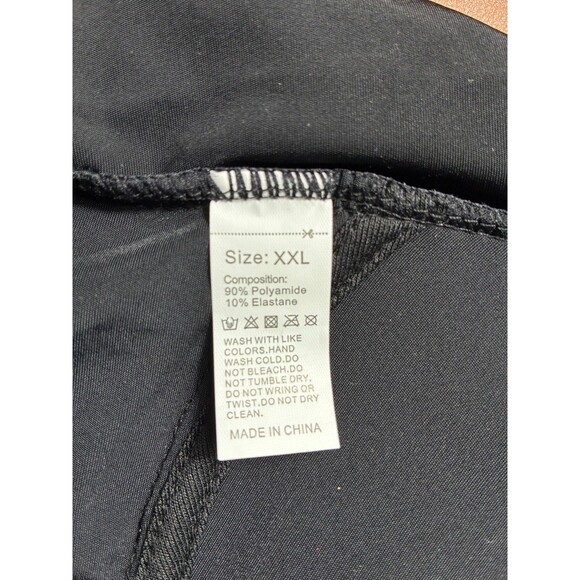 Size: XXL
Composition:
90% Polyamide
10% Elastane
WASH WITH LIKE
COLORS.HAND
WASH COLD.DO
NOT BLEACH.DO
NOT TUMBLE DRY.
DO NOT WRING OR
TWIST.DO NOT DRY
CLEAN.
MADE IN CHINA